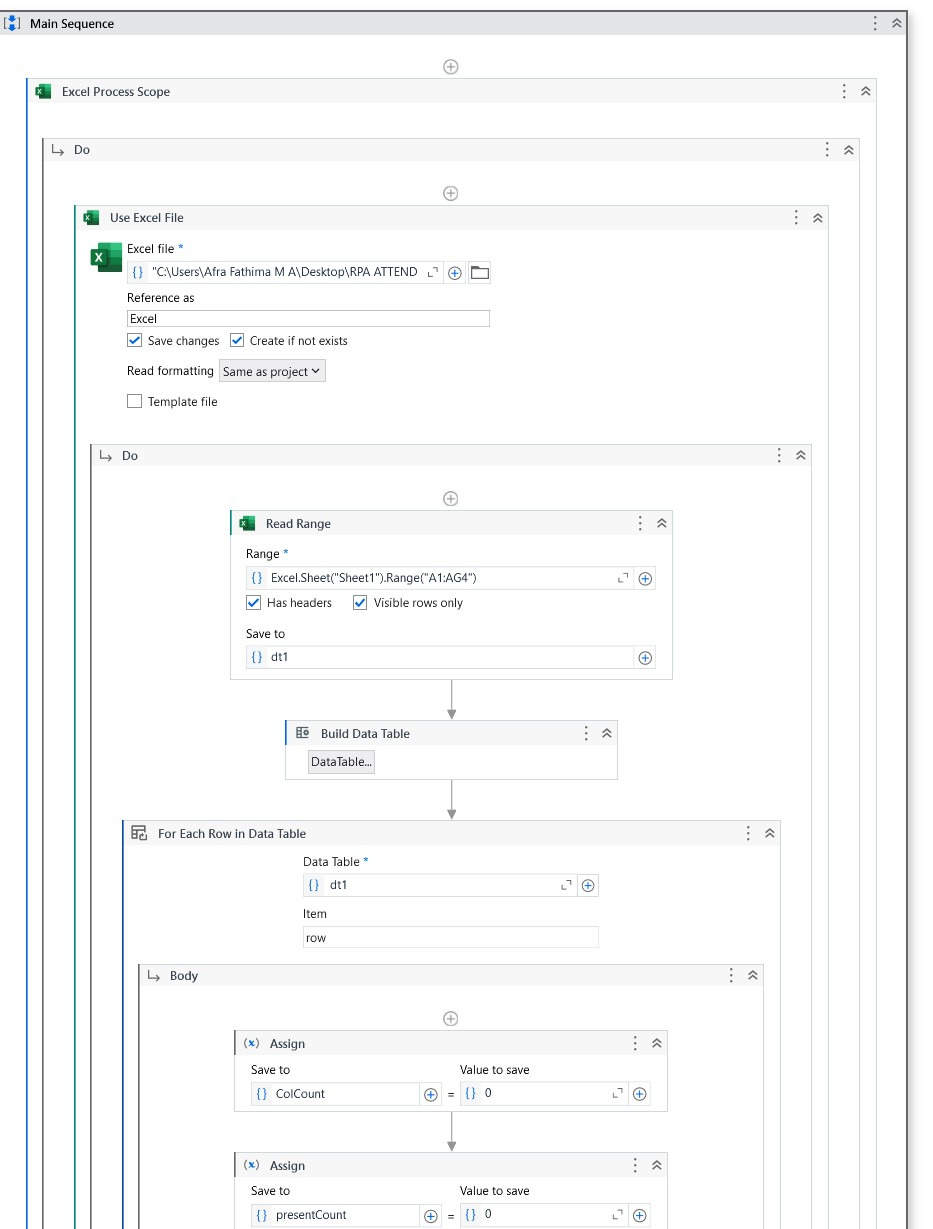 Main Sequence
Excel Process Scope
Do
Use Excel File
Excel file *
{} "C:\Users\Afra Fathima M A\Desktop\RPA ATTEND
Reference as
Excel
Save changes Create if not exists
Read formatting Same as project
Template file
Do
Read Range
Range *
{} Excel.Sheet("Sheet1").Range("A1:AG4")
Has headers Visible rows only
Save to
{} dt1
Build Data Table
DataTable...
For Each Row in Data Table
Data Table *
{} dt1
Item
row
Body
(x) Assign
Save to Value to save
{} ColCount = {} 0
(x) Assign
Save to Value to save
{} presentCount = {} 0